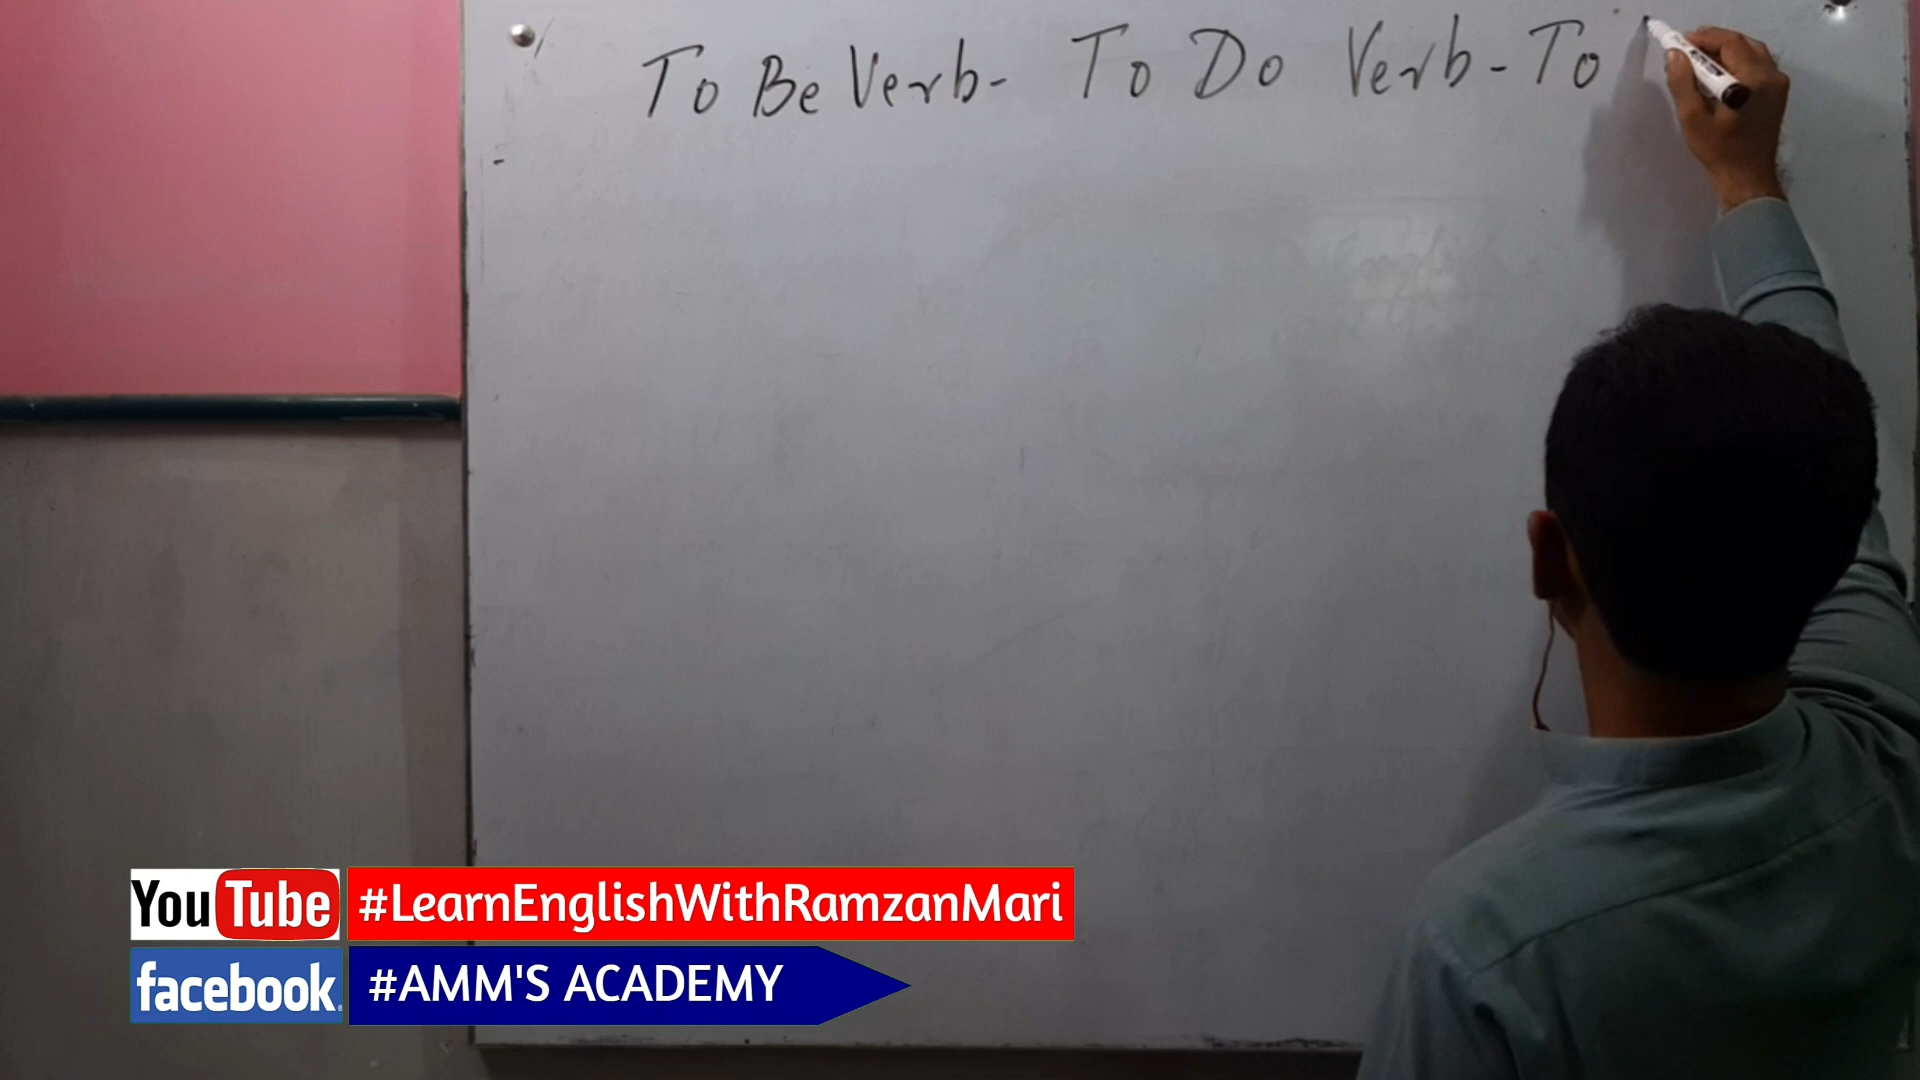 To Be Verb- To Do Verb - To
YouTube #LearnEnglishWithRamzanMari
facebook #AMM'S ACADEMY